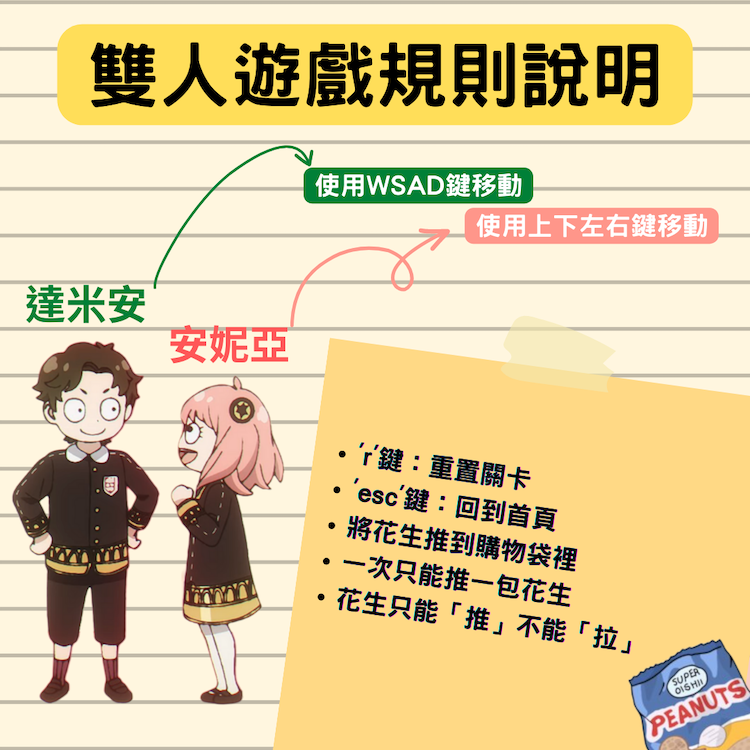 雙人遊戲規則說明
使用WSAD鍵移動
使用上下左右鍵移動
達米安
安妮亞
• 'r'鍵：重置關卡
• 'esc'鍵：回到首頁
• 將花生推到購物袋裡
• 一次只能推一包花生
• 花生只能「推」不能「拉」
SUPER
OISHII
PEANUTS